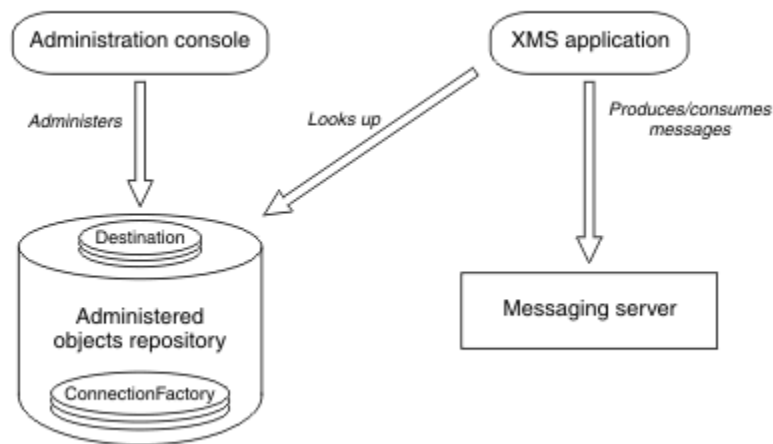 Administration console
XMS application
Administers
Looks up
Produces/consumes
messages
Destination
Administered
objects repository
Messaging server
ConnectionFactory